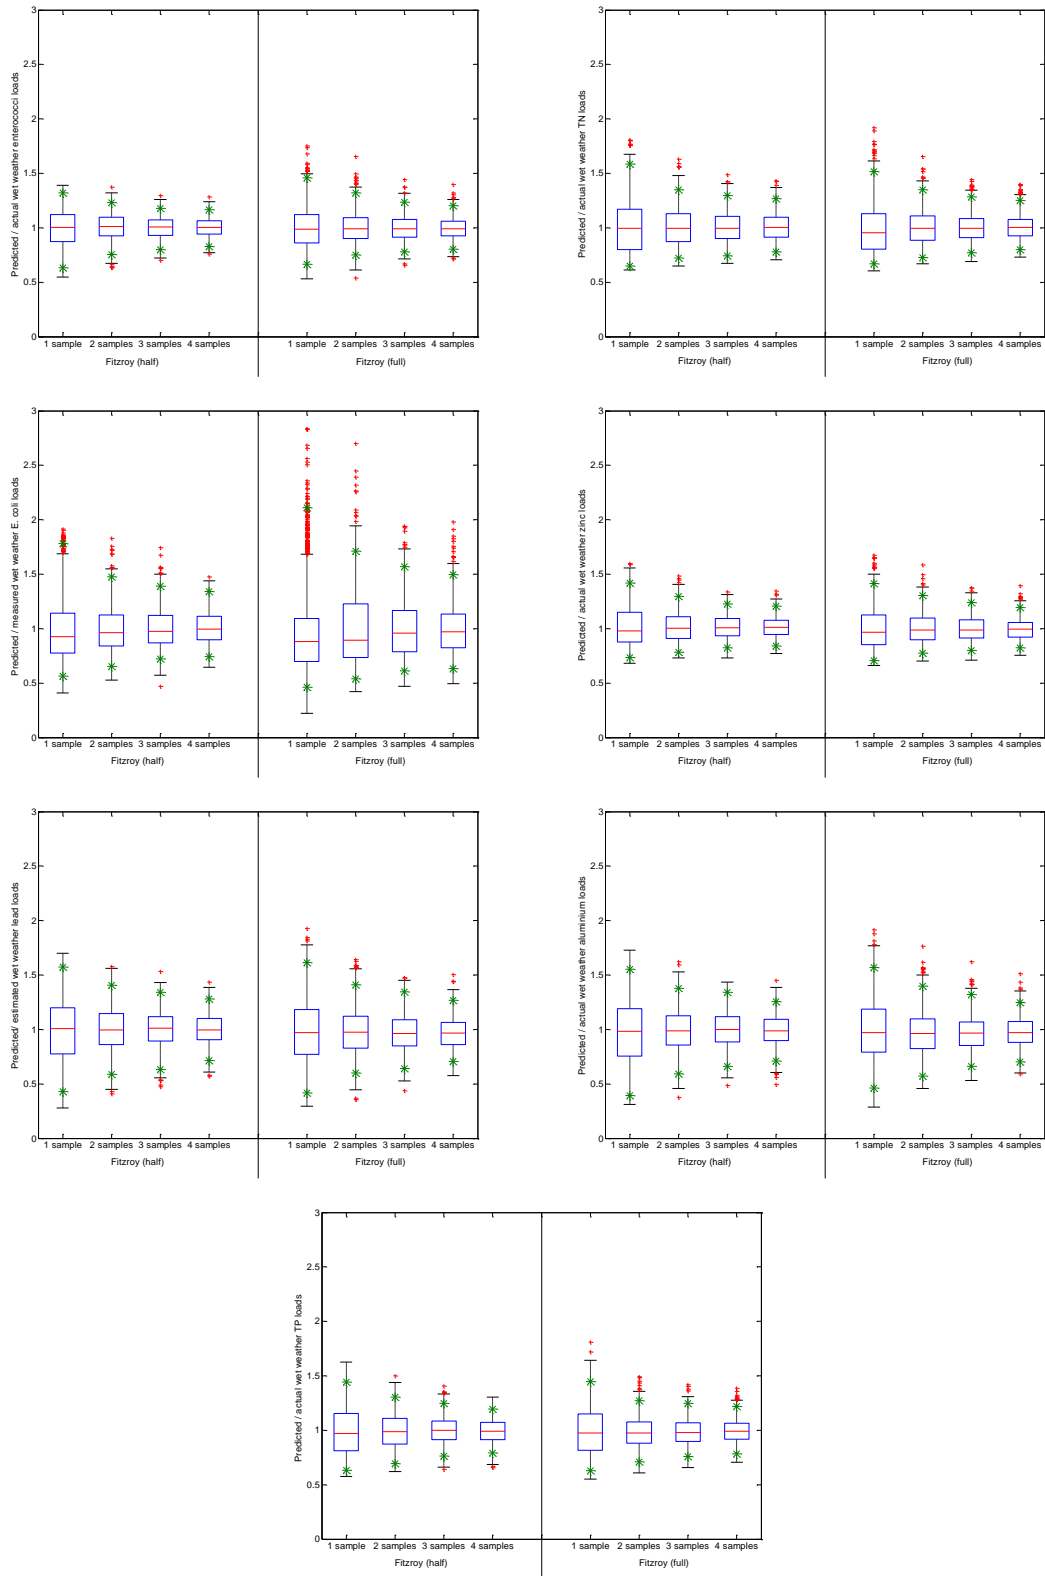 Predicted / actual wet weather enterococci loads
3
2.5
2
1.5
1
0.5
0
1 sample 2 samples 3 samples 4 samples 1 sample 2 samples 3 samples 4 samples
Fitzroy (half) Fitzroy (full)
Predicted / actual wet weather TN loads
3
2.5
2
1.5
1
0.5
0
1 sample 2 samples 3 samples 4 samples 1 sample 2 samples 3 samples 4 samples
Fitzroy (half) Fitzroy (full)
Predicted / measured wet weather E. coli loads
3
2.5
2
1.5
1
0.5
0
1 sample 2 samples 3 samples 4 samples 1 sample 2 samples 3 samples 4 samples
Fitzroy (half) Fitzroy (full)
Predicted / actual wet weather zinc loads
3
2.5
2
1.5
1
0.5
0
1 sample 2 samples 3 samples 4 samples 1 sample 2 samples 3 samples 4 samples
Fitzroy (half) Fitzroy (full)
Predicted/ estimated wet weather lead loads
3
2.5
2
1.5
1
0.5
0
1 sample 2 samples 3 samples 4 samples 1 sample 2 samples 3 samples 4 samples
Fitzroy (half) Fitzroy (full)
Predicted / actual wet weather aluminium loads
3
2.5
2
1.5
1
0.5
0
1 sample 2 samples 3 samples 4 samples 1 sample 2 samples 3 samples 4 samples
Fitzroy (half) Fitzroy (full)
Predicted / actual wet weather TP loads
3
2.5
2
1.5
1
0.5
0
1 sample 2 samples 3 samples 4 samples 1 sample 2 samples 3 samples 4 samples
Fitzroy (half) Fitzroy (full)